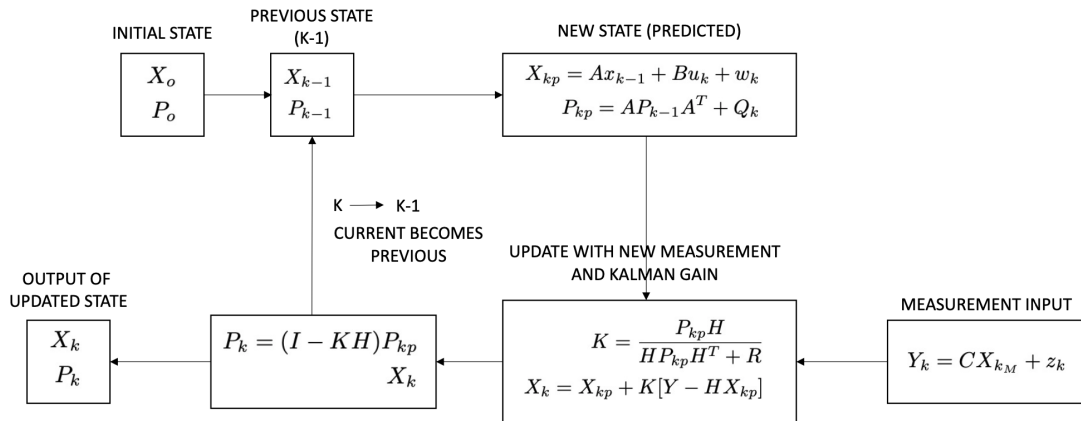 INITIAL STATE
X_o
P_o
PREVIOUS STATE
(K-1)
X_{k-1}
P_{k-1}
NEW STATE (PREDICTED)
X_{kp} = Ax_{k-1} + Bu_k + w_k
P_{kp} = AP_{k-1}A^T + Q_k
K → K-1
CURRENT BECOMES
PREVIOUS
UPDATE WITH NEW MEASUREMENT
AND KALMAN GAIN
K = \frac{P_{kp}H}{HP_{kp}H^T + R}
X_k = X_{kp} + K[Y - HX_{kp}]
MEASUREMENT INPUT
Y_k = CX_{k_M} + z_k
P_k = (I - KH)P_{kp}
X_k
OUTPUT OF
UPDATED STATE
X_k
P_k